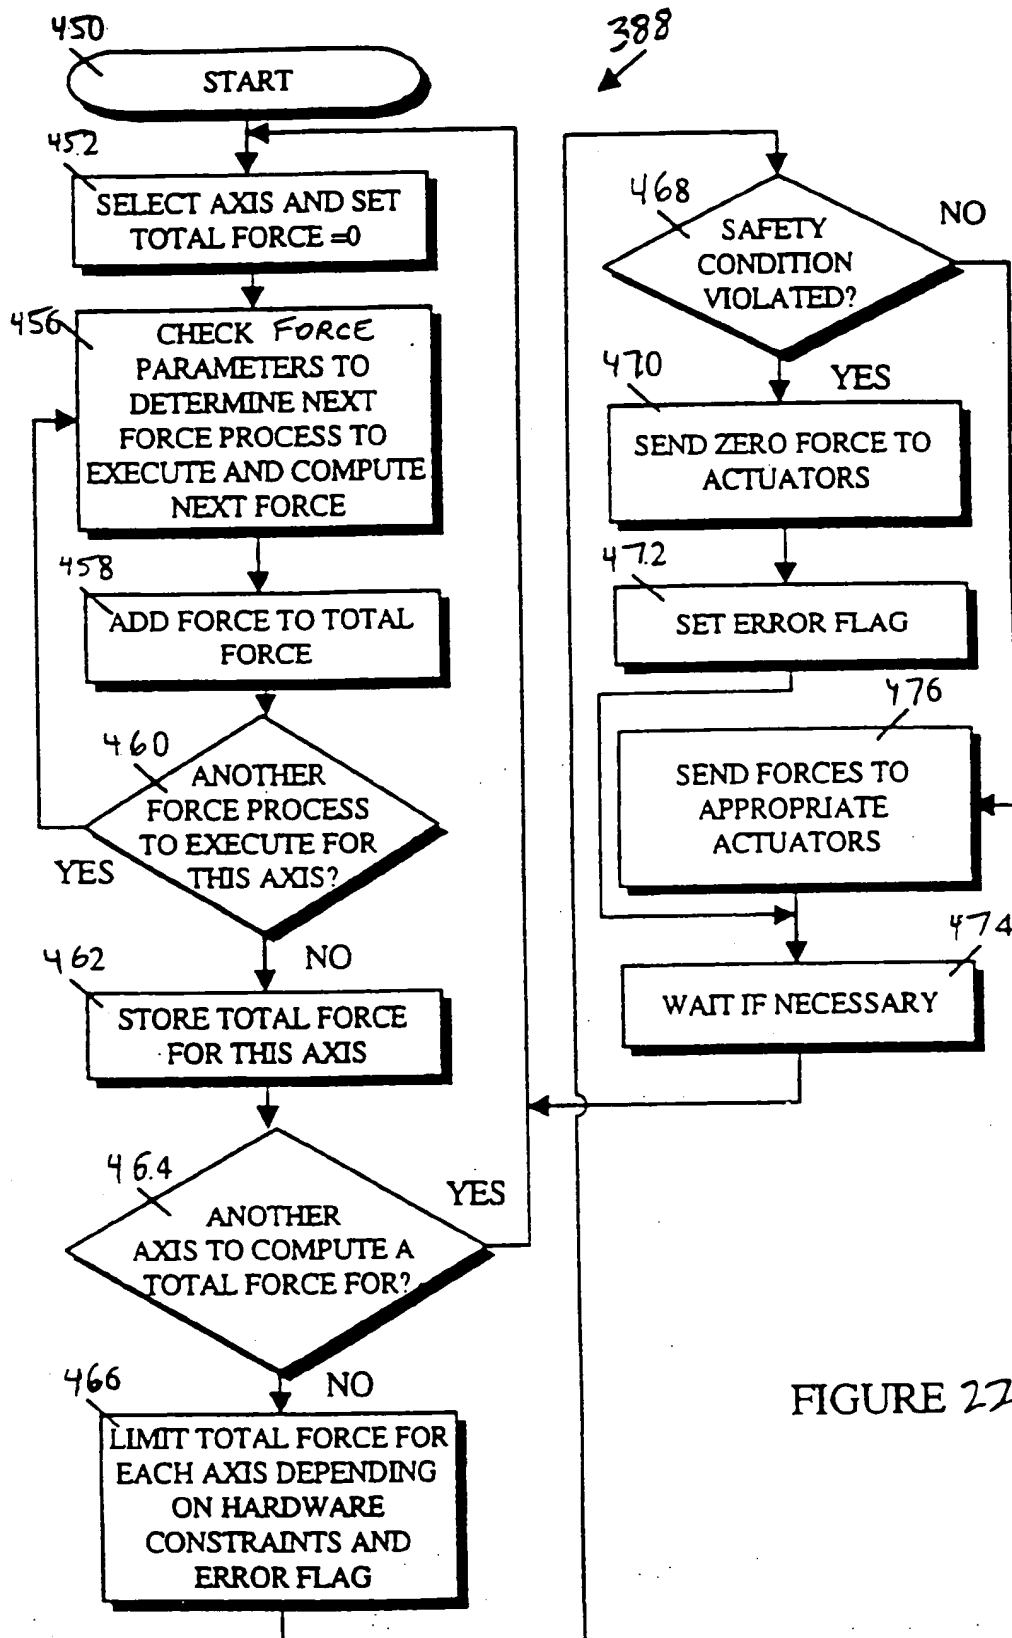 450
START
452
SELECT AXIS AND SET
TOTAL FORCE =0
456
CHECK FORCE
PARAMETERS TO
DETERMINE NEXT
FORCE PROCESS TO
EXECUTE AND COMPUTE
NEXT FORCE
458
ADD FORCE TO TOTAL
FORCE
460
ANOTHER
FORCE PROCESS
TO EXECUTE FOR
THIS AXIS?
YES
NO
462
STORE TOTAL FORCE
FOR THIS AXIS
464
YES
ANOTHER
AXIS TO COMPUTE A
TOTAL FORCE FOR?
NO
466
LIMIT TOTAL FORCE FOR
EACH AXIS DEPENDING
ON HARDWARE
CONSTRAINTS AND
ERROR FLAG
388
468
NO
SAFETY
CONDITION
VIOLATED?
YES
470
SEND ZERO FORCE TO
ACTUATORS
472
SET ERROR FLAG
476
SEND FORCES TO
APPROPRIATE
ACTUATORS
474
WAIT IF NECESSARY
FIGURE 22